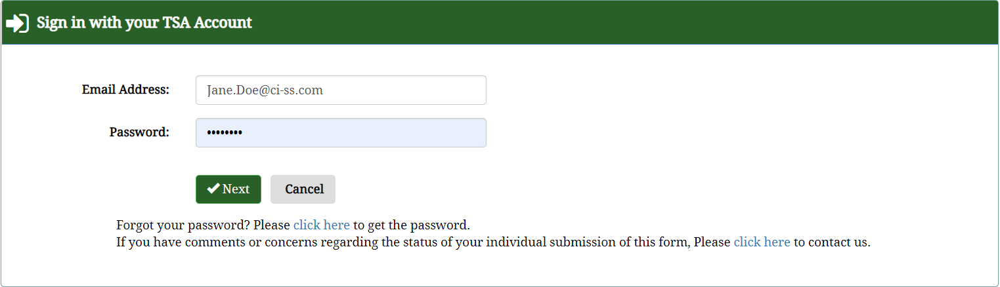 Sign in with your TSA Account
Email Address: Jane.Doe@ci-ss.com
Password: ••••••••
Next Cancel
Forgot your password? Please click here to get the password.
If you have comments or concerns regarding the status of your individual submission of this form, Please click here to contact us.